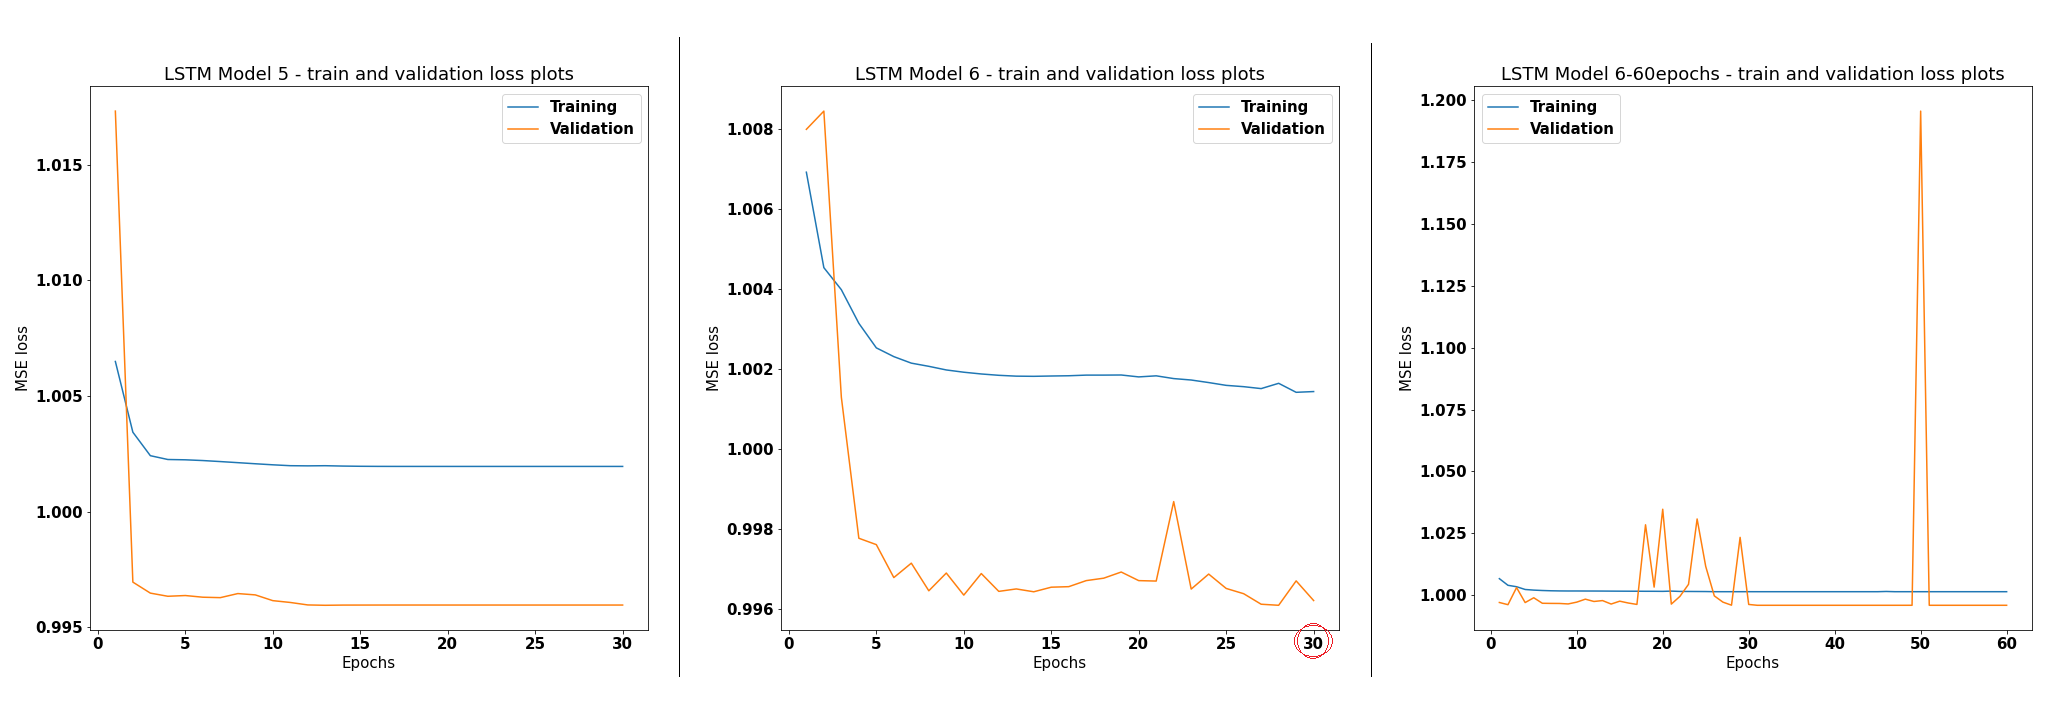 LSTM Model 5 - train and validation loss plots
Training
Validation
1.015
1.010
1.005
1.000
0.995
MSE loss
0 5 10 15 20 25 30
Epochs
LSTM Model 6 - train and validation loss plots
Training
Validation
1.008
1.006
1.004
1.002
1.000
0.998
0.996
MSE loss
0 5 10 15 20 25 30
Epochs
LSTM Model 6-60epochs - train and validation loss plots
Training
Validation
1.200
1.175
1.150
1.125
1.100
1.075
1.050
1.025
1.000
MSE loss
0 10 20 30 40 50 60
Epochs